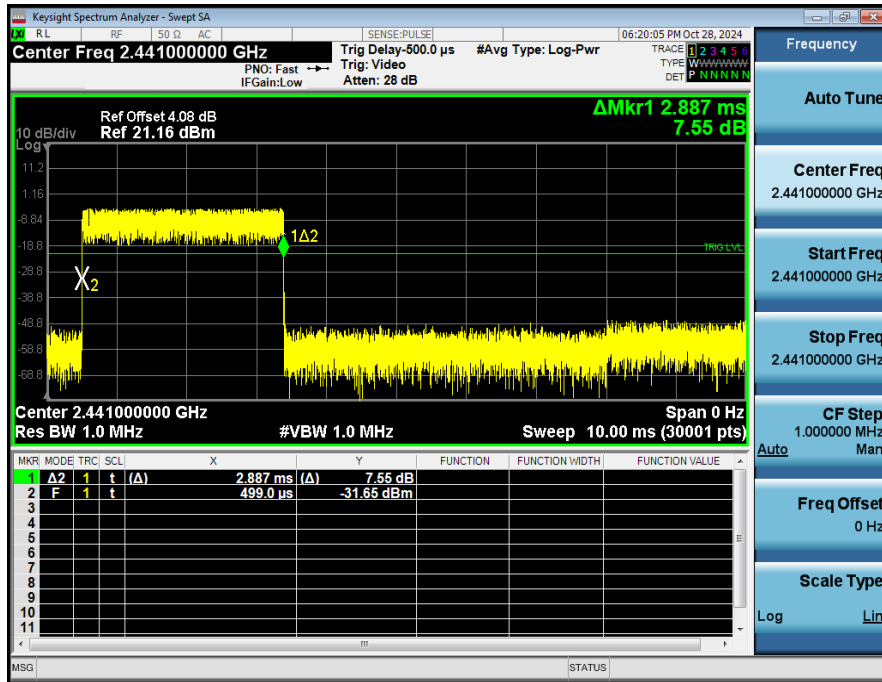 Keysight Spectrum Analyzer - Swept SA
LXI RL RF 50 Ω AC SENSE:PULSE 06:20:05 PM Oct 28, 2024
Center Freq 2.441000000 GHz
PNO: Fast
IFGain:Low
Trig Delay-500.0 µs
Trig: Video
Atten: 28 dB
#Avg Type: Log-Pwr
TRACE 1 2 3 4 5 6
TYPE W
DET P N N N N N
ΔMkr1 2.887 ms
7.55 dB
Ref Offset 4.08 dB
10 dB/div Ref 21.16 dBm
Log
11.2
1.16
-8.84
-18.8
-28.8
-38.8
-48.8
-58.8
-68.8
1Δ2
TRIG LVL
2
Center 2.441000000 GHz Span 0 Hz
Res BW 1.0 MHz #VBW 1.0 MHz Sweep 10.00 ms (30001 pts)
MKR MODE TRC SCL X Y FUNCTION FUNCTION WIDTH FUNCTION VALUE
1 Δ2 1 t (Δ) 2.887 ms (Δ) 7.55 dB
2 F 1 t 499.0 µs -31.65 dBm
3
4
5
6
7
8
9
10
11
MSG STATUS
Frequency
Auto Tune
Center Freq
2.441000000 GHz
Start Freq
2.441000000 GHz
Stop Freq
2.441000000 GHz
CF Step
1.000000 MHz
Auto Man
Freq Offset
0 Hz
Scale Type
Log Lin